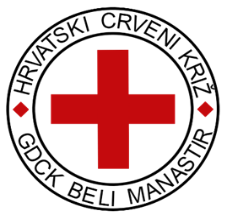 HRVATSKI CRVENI KRIŽ
GDCK BELI MANASTIR